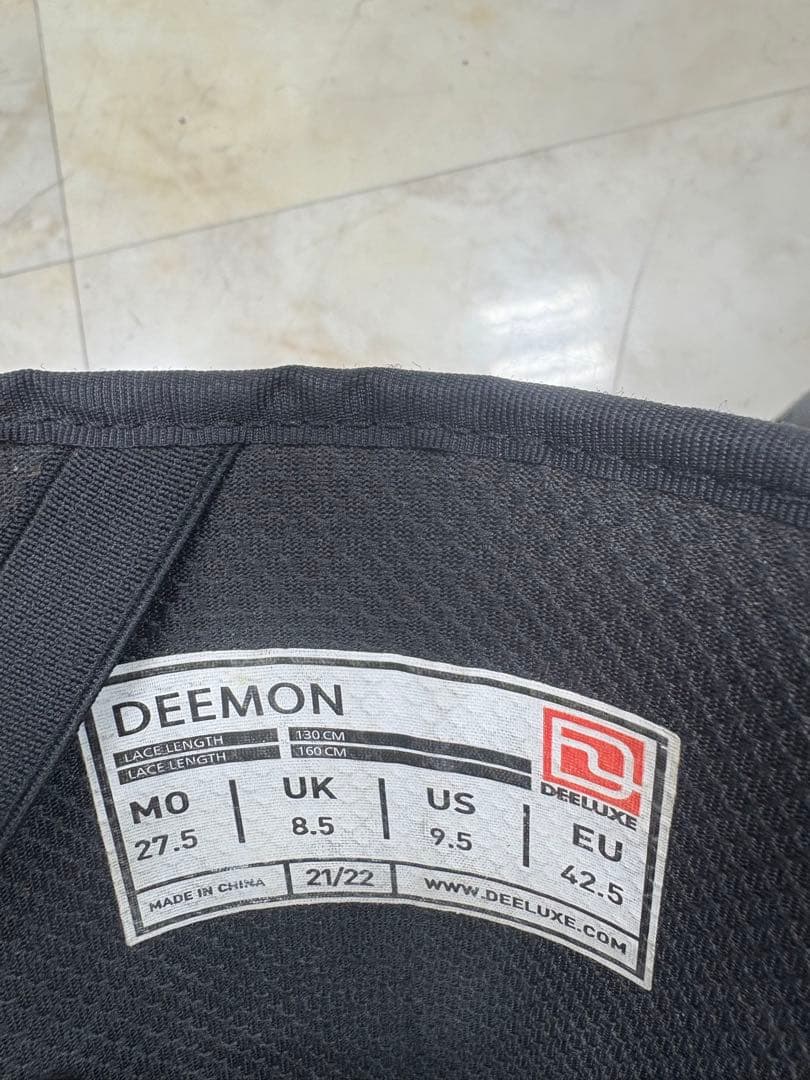 DEEMON
LACE LENGTH 130 CM
LACE LENGTH 160 CM
DEELUXE
MO UK US EU
27.5 8.5 9.5 42.5
MADE IN CHINA 21/22 WWW.DEELUXE.COM